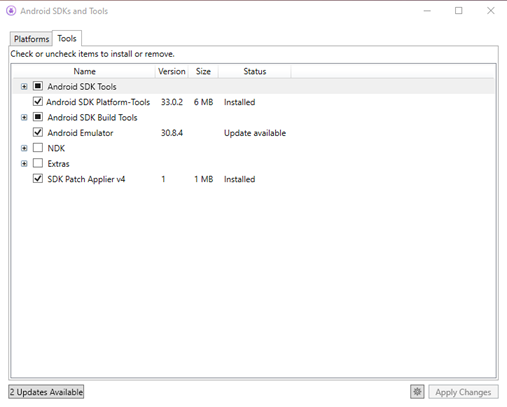 Android SDKs and Tools
Platforms Tools
Check or uncheck items to install or remove.
Name Version Size Status
Android SDK Tools
Android SDK Platform-Tools 33.0.2 6 MB Installed
Android SDK Build Tools
Android Emulator 30.8.4 Update available
NDK
Extras
SDK Patch Applier v4 1 1 MB Installed
2 Updates Available Apply Changes